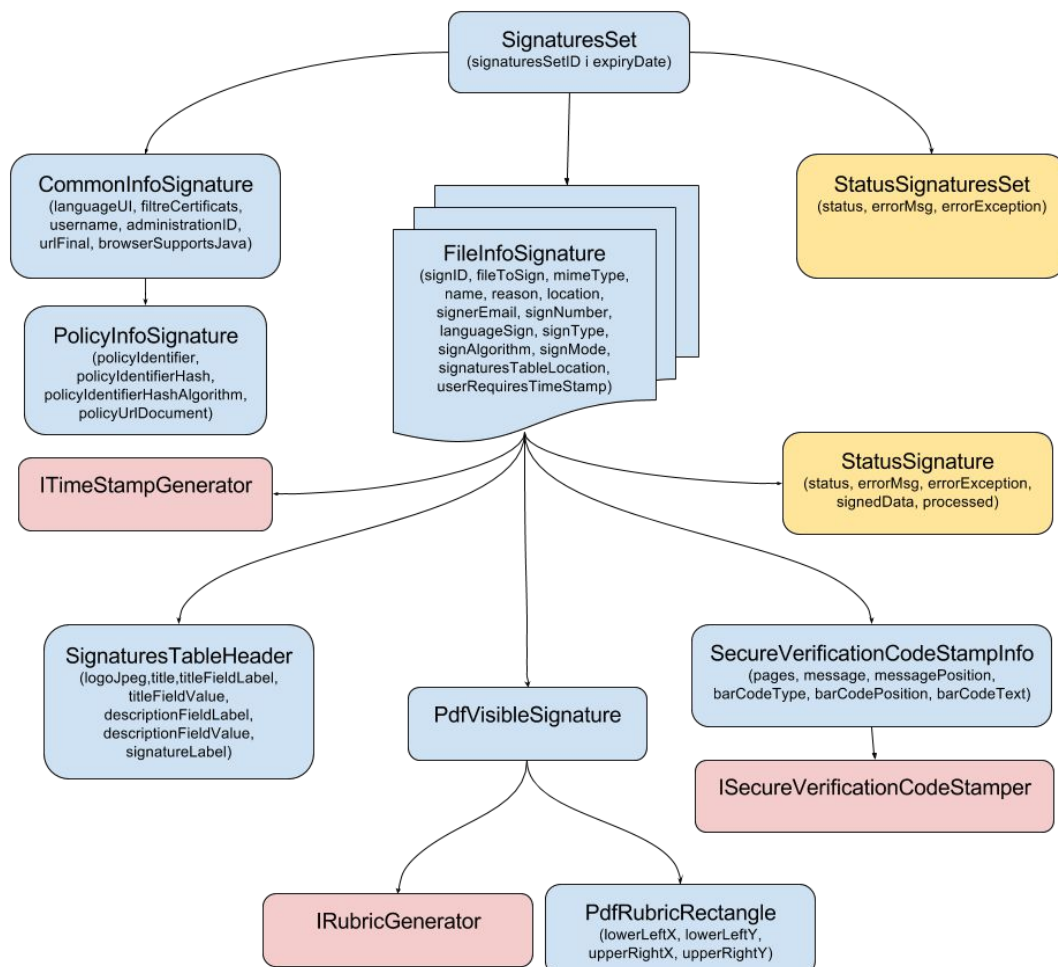 SignaturesSet
(signaturesSetID i expiryDate)
CommonInfoSignature
(languageUI, filtreCertificats,
username, administrationID,
urlFinal, browserSupportsJava)
StatusSignaturesSet
(status, errorMsg, errorException)
FileInfoSignature
(signID, fileToSign, mimeType,
name, reason, location,
signerEmail, signNumber,
languageSign, signType,
signAlgorithm, signMode,
signaturesTableLocation,
userRequiresTimeStamp)
PolicyInfoSignature
(policyIdentifier,
policyIdentifierHash,
policyIdentifierHashAlgorithm,
policyUrlDocument)
ITimeStampGenerator
StatusSignature
(status, errorMsg, errorException,
signedData, processed)
SignaturesTableHeader
(logoJpeg,title,titleFieldLabel,
titleFieldValue,
descriptionFieldLabel,
descriptionFieldValue,
signatureLabel)
PdfVisibleSignature
SecureVerificationCodeStampInfo
(pages, message, messagePosition,
barCodeType, barCodePosition, barCodeText)
ISecureVerificationCodeStamper
IRubricGenerator
PdfRubricRectangle
(lowerLeftX, lowerLeftY,
upperRightX, upperRightY)